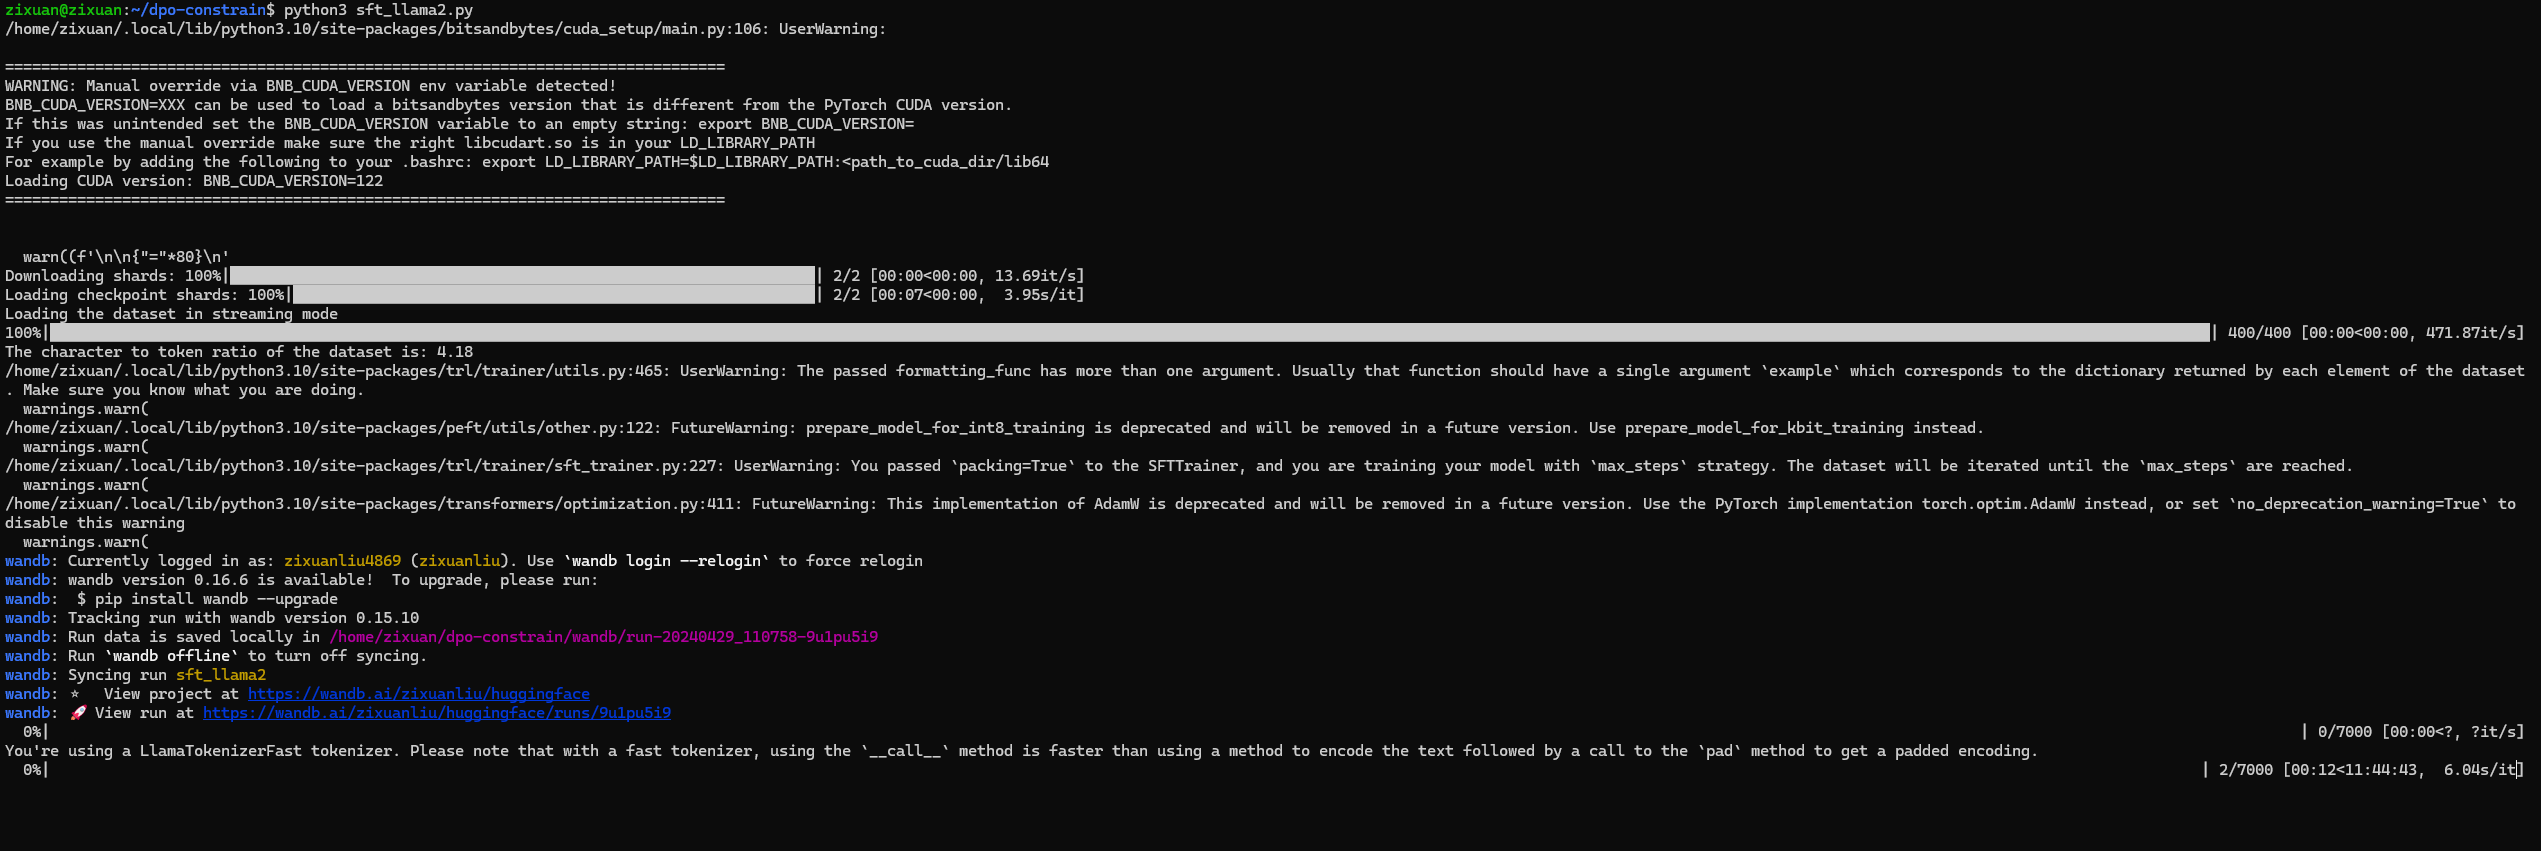 zixuan@zixuan:~/dpo-constrain$ python3 sft_llama2.py
/home/zixuan/.local/lib/python3.10/site-packages/bitsandbytes/cuda_setup/main.py:106: UserWarning:
================================================================================
WARNING: Manual override via BNB_CUDA_VERSION env variable detected!
BNB_CUDA_VERSION=XXX can be used to load a bitsandbytes version that is different from the PyTorch CUDA version.
If this was unintended set the BNB_CUDA_VERSION variable to an empty string: export BNB_CUDA_VERSION=
If you use the manual override make sure the right libcudart.so is in your LD_LIBRARY_PATH
For example by adding the following to your .bashrc: export LD_LIBRARY_PATH=$LD_LIBRARY_PATH:<path_to_cuda_dir/lib64
Loading CUDA version: BNB_CUDA_VERSION=122
================================================================================
  warn((f'\n\n{"="*80}\n'
Downloading shards: 100%| | 2/2 [00:00<00:00, 13.69it/s]
Loading checkpoint shards: 100%| | 2/2 [00:07<00:00,  3.95s/it]
Loading the dataset in streaming mode
100%| | 400/400 [00:00<00:00, 471.87it/s]
The character to token ratio of the dataset is: 4.18
/home/zixuan/.local/lib/python3.10/site-packages/trl/trainer/utils.py:465: UserWarning: The passed formatting_func has more than one argument. Usually that function should have a single argument `example` which corresponds to the dictionary returned by each element of the dataset
. Make sure you know what you are doing.
  warnings.warn(
/home/zixuan/.local/lib/python3.10/site-packages/peft/utils/other.py:122: FutureWarning: prepare_model_for_int8_training is deprecated and will be removed in a future version. Use prepare_model_for_kbit_training instead.
  warnings.warn(
/home/zixuan/.local/lib/python3.10/site-packages/trl/trainer/sft_trainer.py:227: UserWarning: You passed `packing=True` to the SFTTrainer, and you are training your model with `max_steps` strategy. The dataset will be iterated until the `max_steps` are reached.
  warnings.warn(
/home/zixuan/.local/lib/python3.10/site-packages/transformers/optimization.py:411: FutureWarning: This implementation of AdamW is deprecated and will be removed in a future version. Use the PyTorch implementation torch.optim.AdamW instead, or set `no_deprecation_warning=True` to
disable this warning
  warnings.warn(
wandb: Currently logged in as: zixuanliu4869 (zixuanliu). Use `wandb login --relogin` to force relogin
wandb: wandb version 0.16.6 is available!  To upgrade, please run:
wandb:  $ pip install wandb --upgrade
wandb: Tracking run with wandb version 0.15.10
wandb: Run data is saved locally in /home/zixuan/dpo-constrain/wandb/run-20240429_110758-9u1pu5i9
wandb: Run `wandb offline` to turn off syncing.
wandb: Syncing run sft_llama2
wandb: ⭐ View project at https://wandb.ai/zixuanliu/huggingface
wandb: 🚀 View run at https://wandb.ai/zixuanliu/huggingface/runs/9u1pu5i9
  0%| | 0/7000 [00:00<?, ?it/s]
You're using a LlamaTokenizerFast tokenizer. Please note that with a fast tokenizer, using the `__call__` method is faster than using a method to encode the text followed by a call to the `pad` method to get a padded encoding.
  0%| | 2/7000 [00:12<11:44:43,  6.04s/it]